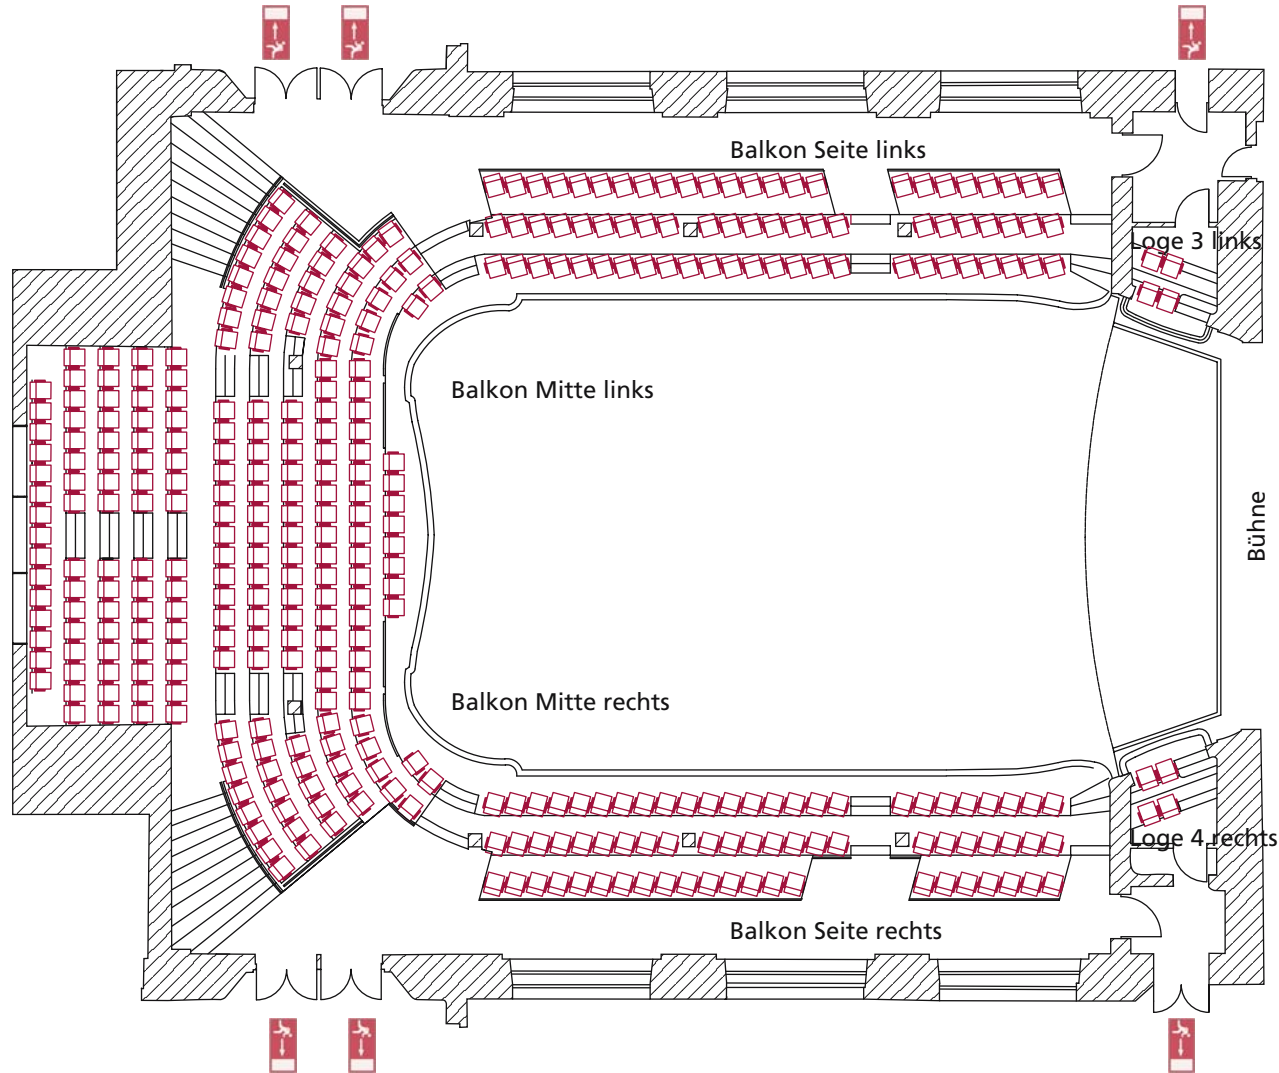 Balkon Seite links
Loge 3 links
Balkon Mitte links
Bühne
Balkon Mitte rechts
Loge 4 rechts
Balkon Seite rechts